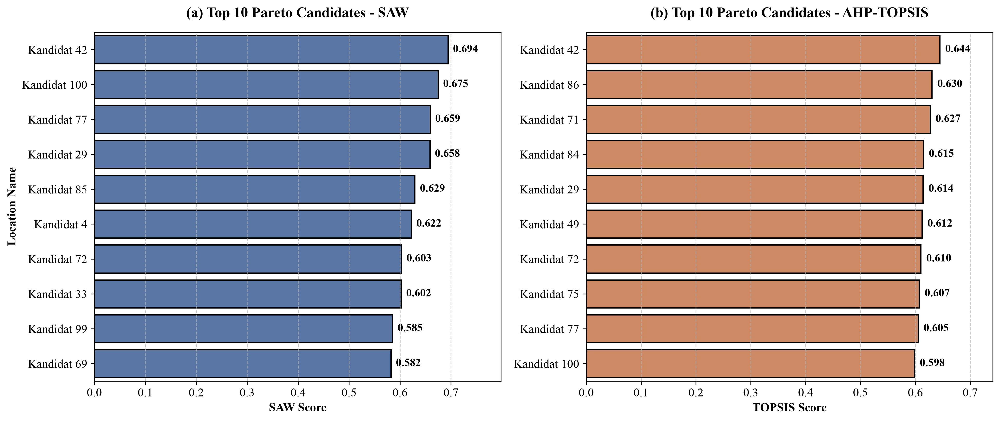 (a) Top 10 Pareto Candidates - SAW
Location Name
Kandidat 42 0.694
Kandidat 100 0.675
Kandidat 77 0.659
Kandidat 29 0.658
Kandidat 85 0.629
Kandidat 4 0.622
Kandidat 72 0.603
Kandidat 33 0.602
Kandidat 99 0.585
Kandidat 69 0.582
0.0 0.1 0.2 0.3 0.4 0.5 0.6 0.7
SAW Score
(b) Top 10 Pareto Candidates - AHP-TOPSIS
Kandidat 42 0.644
Kandidat 86 0.630
Kandidat 71 0.627
Kandidat 84 0.615
Kandidat 29 0.614
Kandidat 49 0.612
Kandidat 72 0.610
Kandidat 75 0.607
Kandidat 77 0.605
Kandidat 100 0.598
0.0 0.1 0.2 0.3 0.4 0.5 0.6 0.7
TOPSIS Score